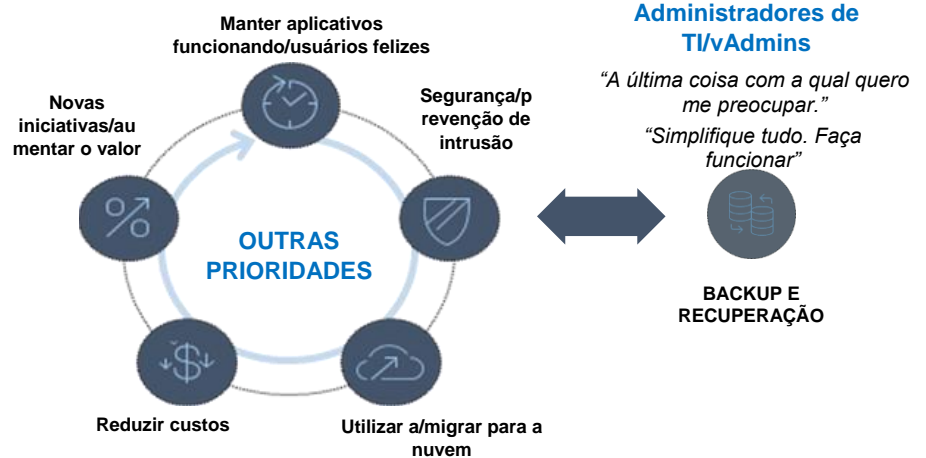 Manter aplicativos
funcionando/usuários felizes
Segurança/p
revenção de
intrusão
Novas
iniciativas/au
mentar o valor
OUTRAS
PRIORIDADES
Reduzir custos
Utilizar a/migrar para a
nuvem
Administradores de
TI/vAdmins
“A última coisa com a qual quero
me preocupar.”
“Simplifique tudo. Faça
funcionar”
BACKUP E
RECUPERAÇÃO